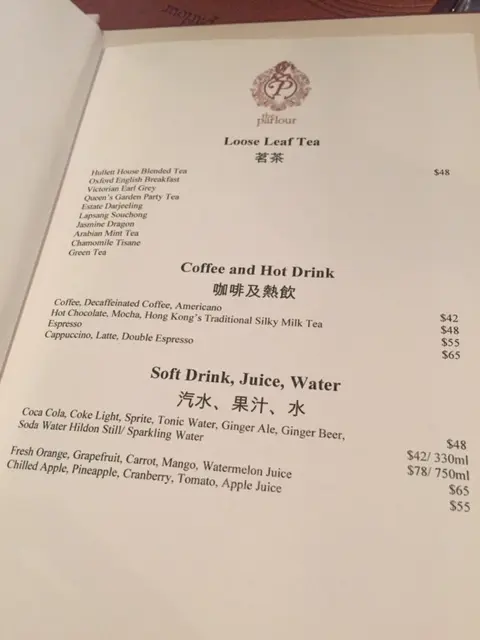 the
parlour
Loose Leaf Tea
茗茶
Hullett House Blended Tea $48
Oxford English Breakfast
Victorian Earl Grey
Queen's Garden Party Tea
Estate Darjeeling
Lapsang Souchong
Jasmine Dragon
Arabian Mint Tea
Chamomile Tisane
Green Tea
Coffee and Hot Drink
咖啡及熱飲
Coffee, Decaffeinated Coffee, Americano $42
Hot Chocolate, Mocha, Hong Kong's Traditional Silky Milk Tea $48
Espresso $55
Cappuccino, Latte, Double Espresso $65
Soft Drink, Juice, Water
汽水、果汁、水
Coca Cola, Coke Light, Sprite, Tonic Water, Ginger Ale, Ginger Beer, $48
Soda Water Hildon Still/ Sparkling Water $42/ 330ml
$78/ 750ml
Fresh Orange, Grapefruit, Carrot, Mango, Watermelon Juice $65
Chilled Apple, Pineapple, Cranberry, Tomato, Apple Juice $55